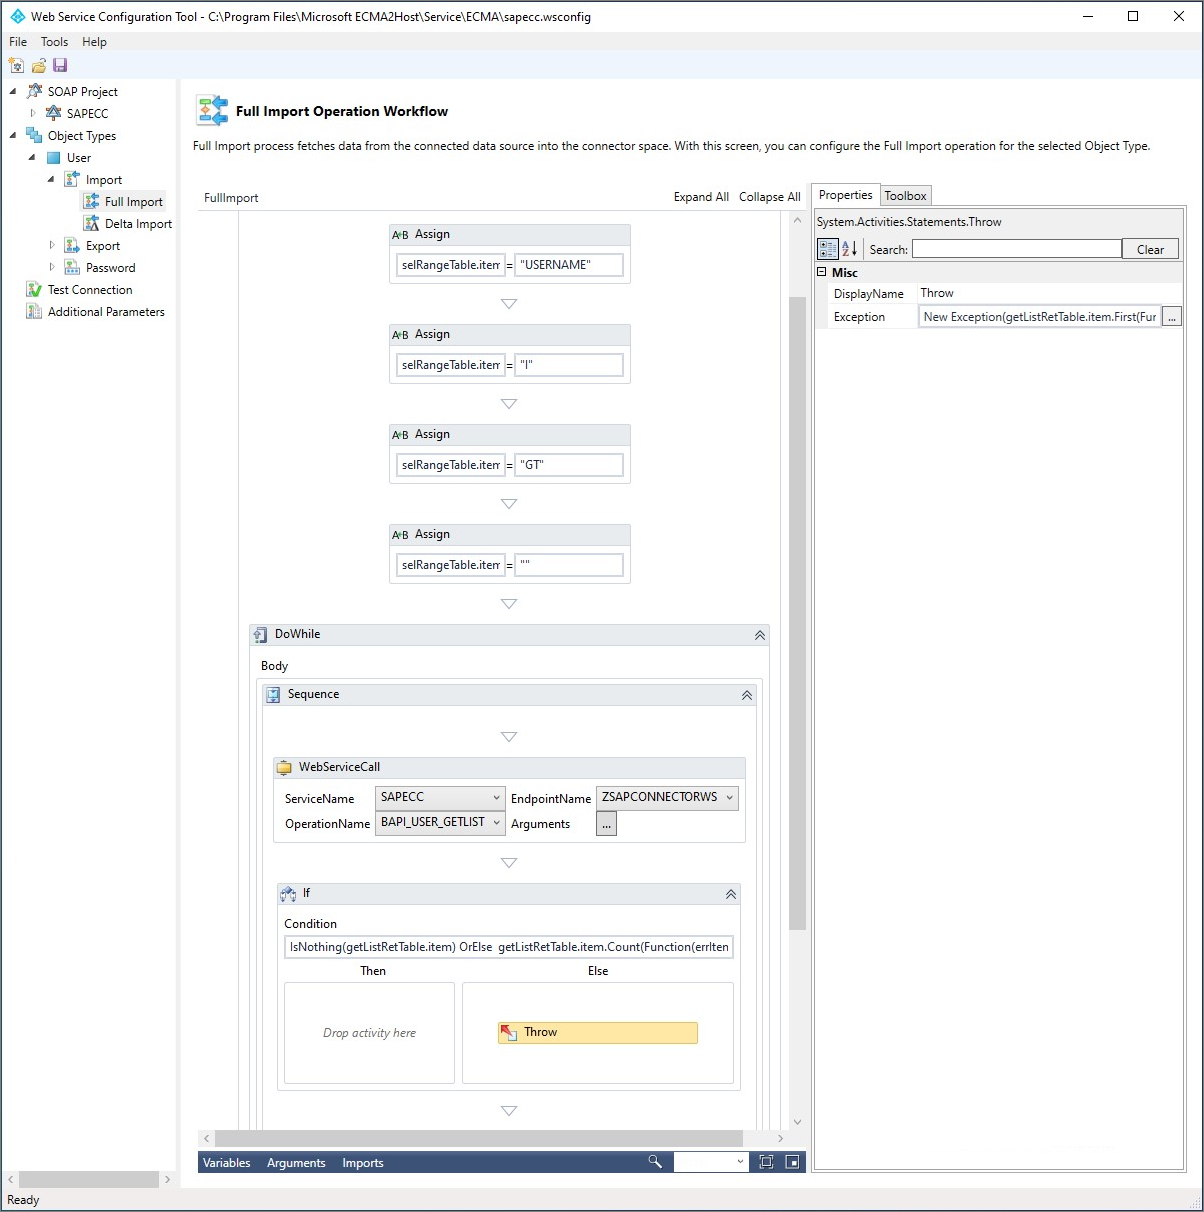 Web Service Configuration Tool - C:\Program Files\Microsoft ECMA2Host\Service\ECMA\sapecc.wsconfig
File Tools Help
SOAP Project
SAPECC
Object Types
User
Import
Full Import
Delta Import
Export
Password
Test Connection
Additional Parameters
Full Import Operation Workflow
Full Import process fetches data from the connected data source into the connector space. With this screen, you can configure the Full Import operation for the selected Object Type.
FullImport Expand All Collapse All
A+B Assign
selRangeTable.item = "USERNAME"
A+B Assign
selRangeTable.item = "I"
A+B Assign
selRangeTable.item = "GT"
A+B Assign
selRangeTable.item = ""
DoWhile
Body
Sequence
WebServiceCall
ServiceName SAPECC EndpointName ZSAPCONNECTORWS
OperationName BAPI_USER_GETLIST Arguments ...
If
Condition
IsNothing(getListRetTable.item) OrElse getListRetTable.item.Count(Function(errIten
Then Else
Drop activity here Throw
Variables Arguments Imports
Properties Toolbox
System.Activities.Statements.Throw
A Z Search: Clear
Misc
DisplayName Throw
Exception New Exception(getListRetTable.item.First(Fur ...
Ready